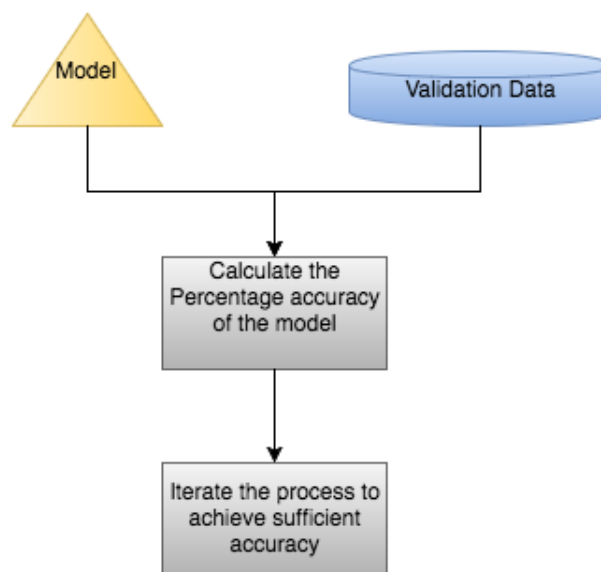 Model
Validation Data
Calculate the
Percentage accuracy
of the model
Iterate the process to
achieve sufficient
accuracy